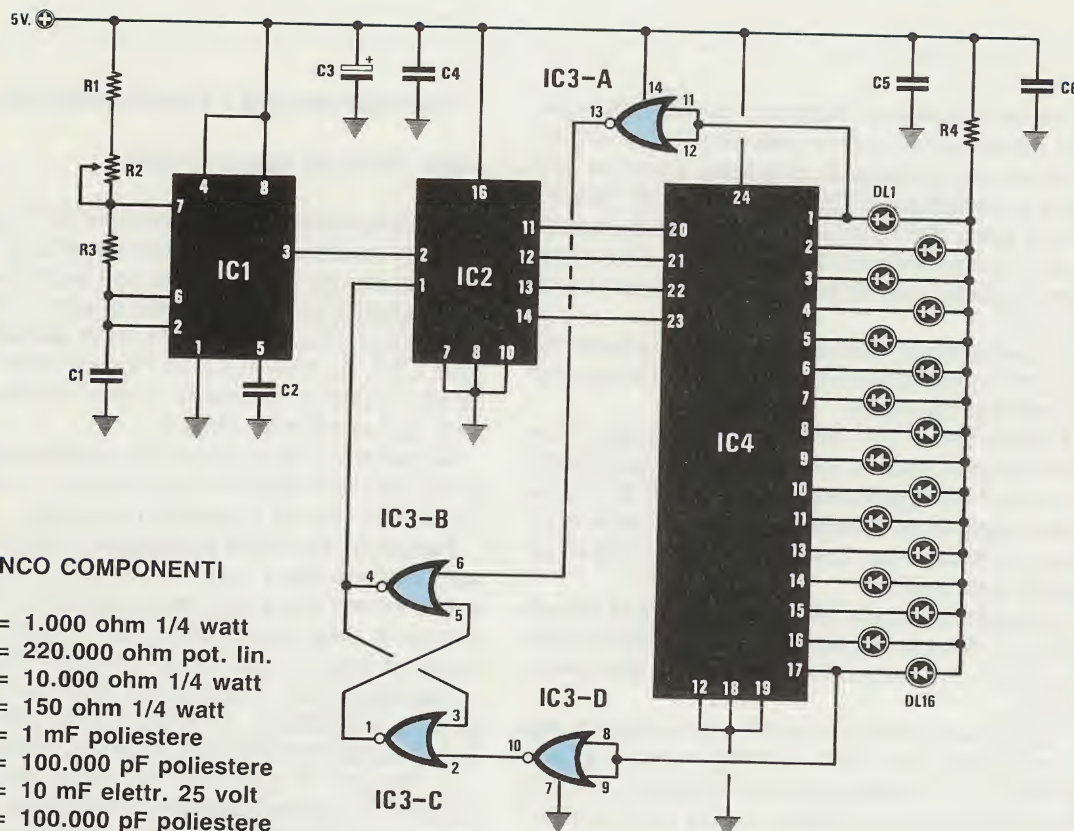 5V.
R1
R2
R3
C1
7
6
2
4
8
IC1
3
1
5
C2
C3
+
C4
16
2
1
IC2
11
12
13
14
7
8
10
IC3-A
13
14
11
12
20
21
22
23
24
IC4
1
2
3
4
5
6
7
8
9
10
11
13
14
15
16
17
12
18
19
DL1
DL16
C5
R4
C6
IC3-B
4
6
5
IC3-C
1
3
2
IC3-D
10
8
9
7
NCO COMPONENTI
= 1.000 ohm 1/4 watt
= 220.000 ohm pot. lin.
= 10.000 ohm 1/4 watt
= 150 ohm 1/4 watt
= 1 mF poliestere
= 100.000 pF poliestere
= 10 mF elettr. 25 volt
= 100.000 pF poliestere